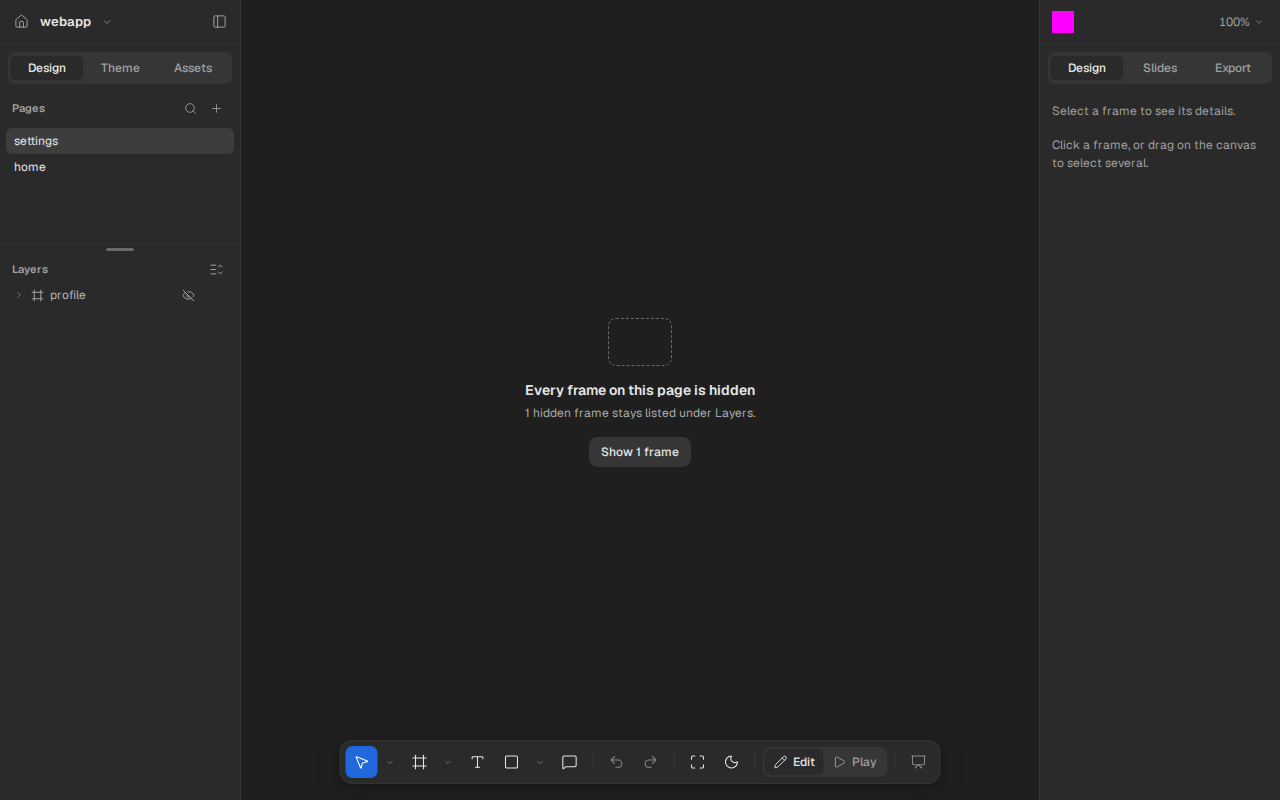 webapp
Design Theme Assets
Pages
settings
home
Layers
profile
Every frame on this page is hidden
1 hidden frame stays listed under Layers.
Show 1 frame
Edit Play
100%
Design Slides Export
Select a frame to see its details.
Click a frame, or drag on the canvas
to select several.